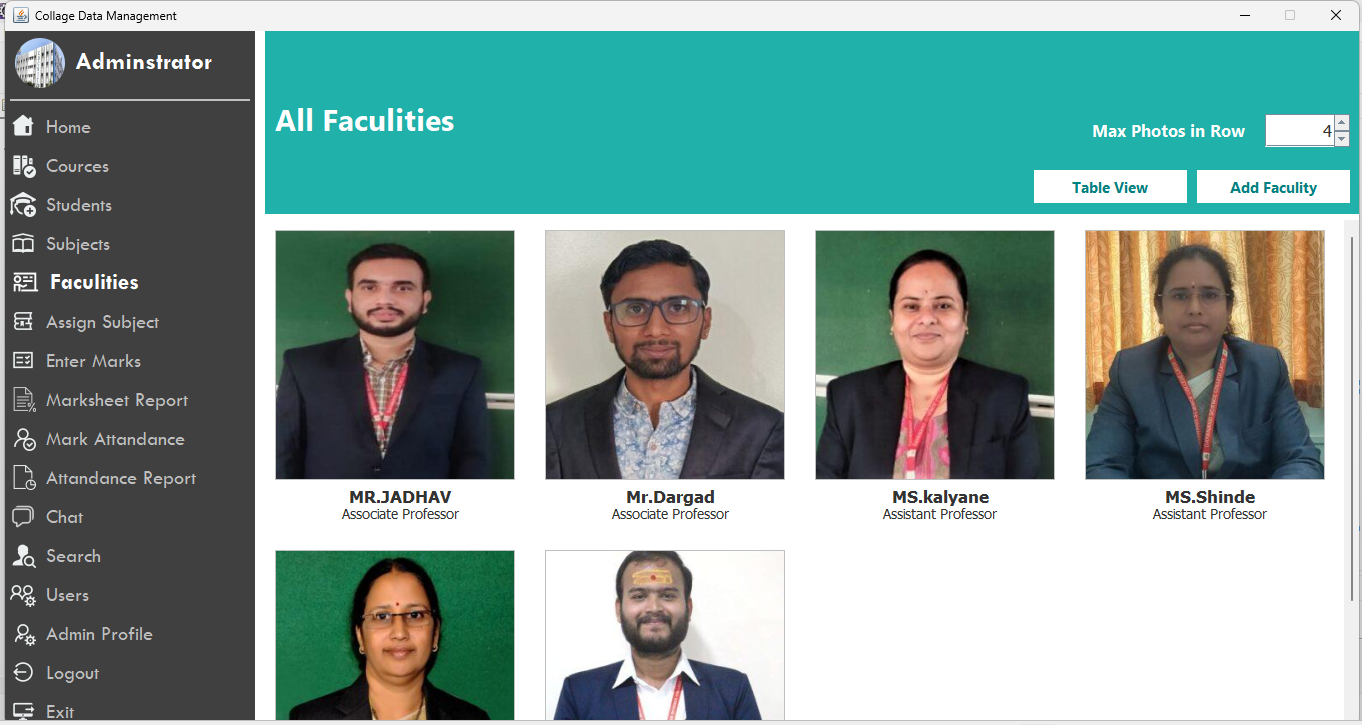 Collage Data Management
Adminstrator
Home
Cources
Students
Subjects
Faculities
Assign Subject
Enter Marks
Marksheet Report
Mark Attandance
Attandance Report
Chat
Search
Users
Admin Profile
Logout
Exit
All Faculities
Max Photos in Row 4
Table View Add Faculity
MR.JADHAV Mr.Dargad MS.kalyane MS.Shinde
Associate Professor Associate Professor Assistant Professor Assistant Professor